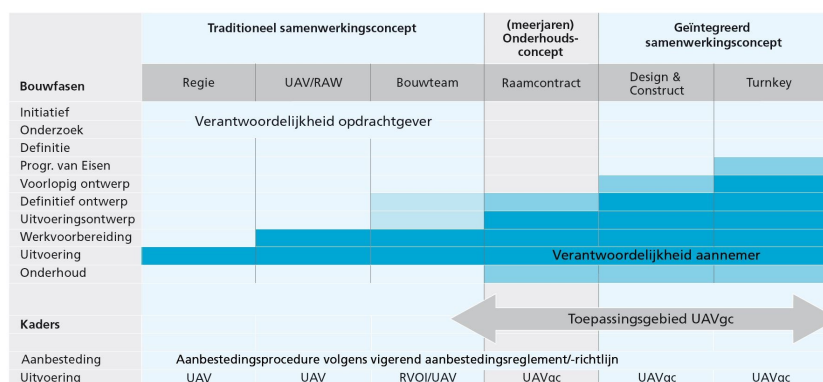 Traditioneel samenwerkingsconcept
(meerjaren)
Onderhouds-
concept
Geïntegreerd
samenwerkingsconcept
Bouwfasen Regie UAV/RAW Bouwteam Raamcontract Design &
Construct Turnkey
Initiatief
Verantwoordelijkheid opdrachtgever
Onderzoek
Definitie
Progr. van Eisen
Voorlopig ontwerp
Definitief ontwerp
Uitvoeringsontwerp
Werkvoorbereiding
Uitvoering Verantwoordelijkheid aannemer
Onderhoud
Kaders Toepassingsgebied UAVgc
Aanbesteding Aanbestedingsprocedure volgens vigerend aanbestedingsreglement/-richtlijn
Uitvoering UAV UAV RVOI/UAV UAVgc UAVgc UAVgc